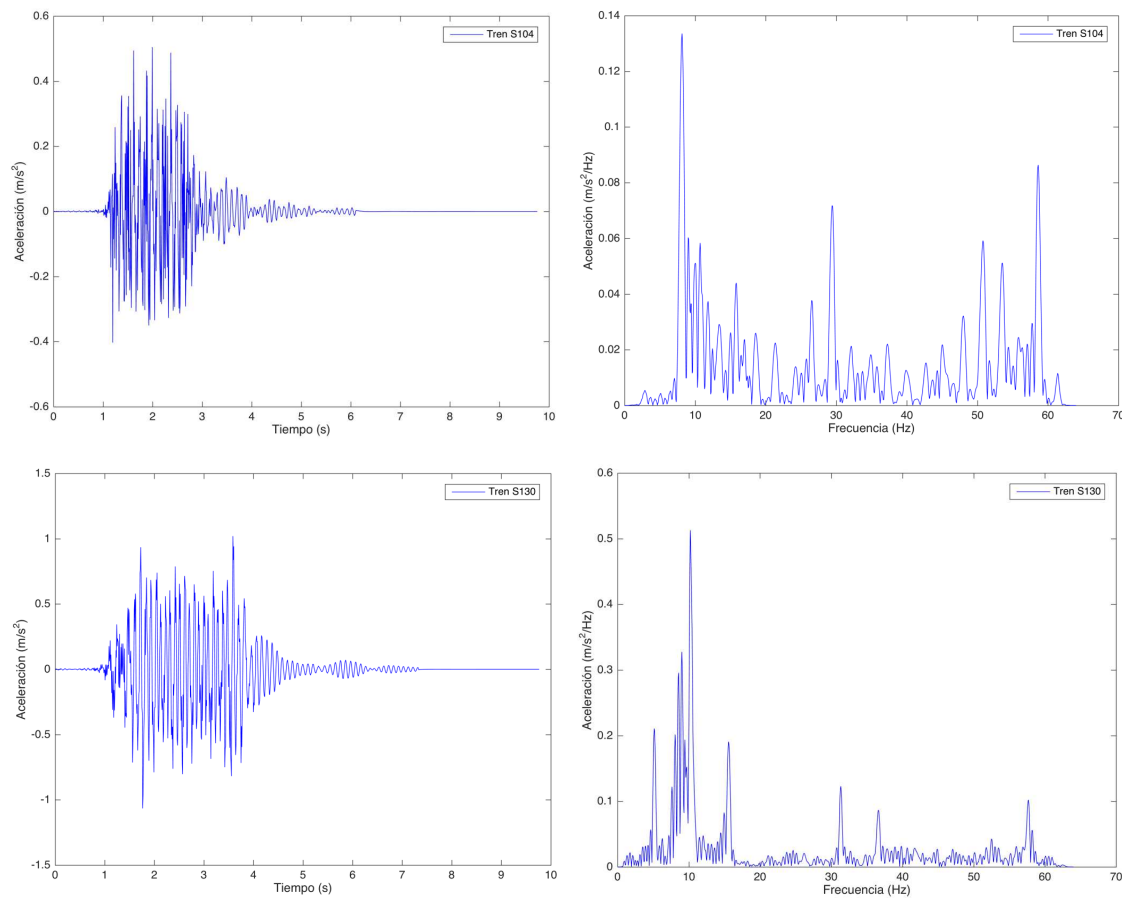 Tren S104
Aceleración (m/s²)
0.6
0.4
0.2
0
-0.2
-0.4
-0.6
0 1 2 3 4 5 6 7 8 9 10
Tiempo (s)
Tren S104
Aceleración (m/s²/Hz)
0.14
0.12
0.1
0.08
0.06
0.04
0.02
0
0 10 20 30 40 50 60 70
Frecuencia (Hz)
Tren S130
Aceleración (m/s²)
1.5
1
0.5
0
-0.5
-1
-1.5
0 1 2 3 4 5 6 7 8 9 10
Tiempo (s)
Tren S130
Aceleración (m/s²/Hz)
0.6
0.5
0.4
0.3
0.2
0.1
0
0 10 20 30 40 50 60 70
Frecuencia (Hz)